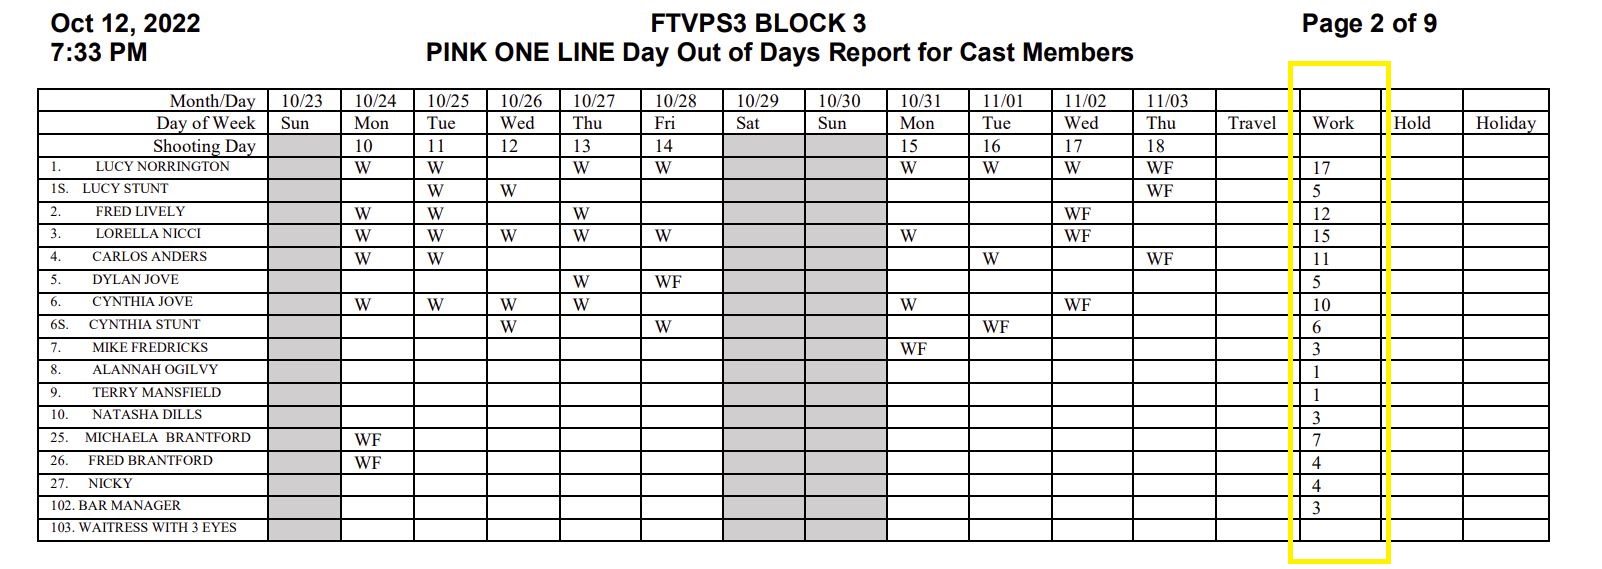 Oct 12, 2022 FTVPS3 BLOCK 3 Page 2 of 9
7:33 PM PINK ONE LINE Day Out of Days Report for Cast Members
Month/Day 10/23 10/24 10/25 10/26 10/27 10/28 10/29 10/30 10/31 11/01 11/02 11/03
Day of Week Sun Mon Tue Wed Thu Fri Sat Sun Mon Tue Wed Thu Travel Work Hold Holiday
Shooting Day 10 11 12 13 14 15 16 17 18
1. LUCY NORRINGTON W W W W W W W WF 17
1S. LUCY STUNT W W WF 5
2. FRED LIVELY W W W WF 12
3. LORELLA NICCI W W W W W W WF 15
4. CARLOS ANDERS W W W WF 11
5. DYLAN JOVE W WF 5
6. CYNTHIA JOVE W W W W W WF 10
6S. CYNTHIA STUNT W W WF 6
7. MIKE FREDRICKS WF 3
8. ALANNAH OGILVY 1
9. TERRY MANSFIELD 1
10. NATASHA DILLS 3
25. MICHAELA BRANTFORD WF 7
26. FRED BRANTFORD WF 4
27. NICKY 4
102. BAR MANAGER 3
103. WAITRESS WITH 3 EYES